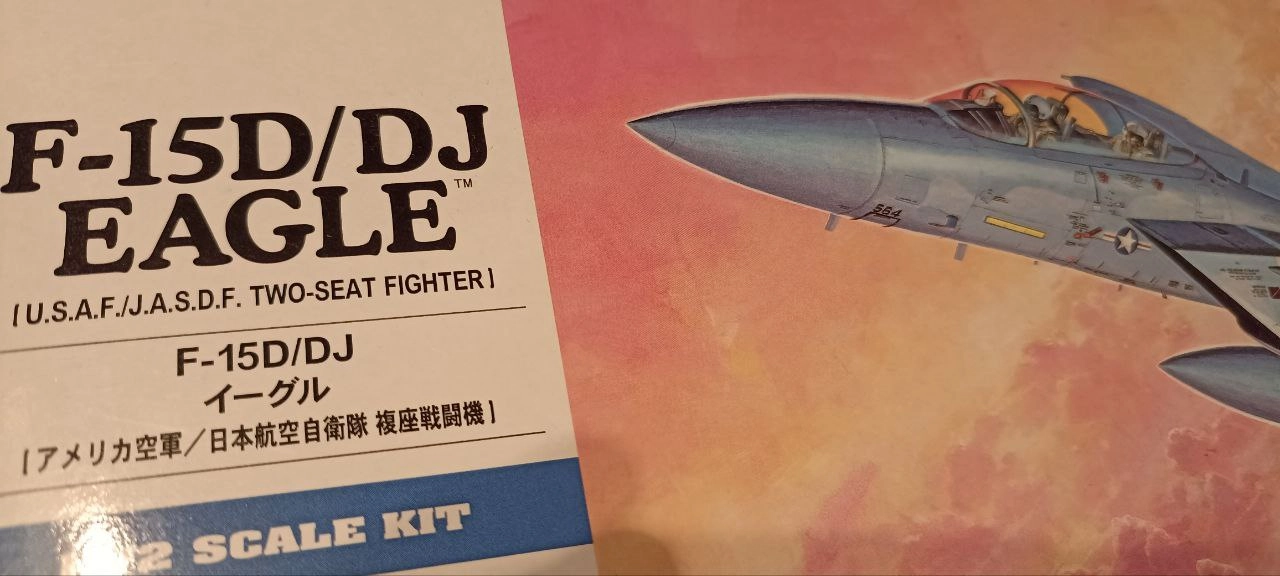 F-15D/DJ
EAGLE™
[U.S.A.F./J.A.S.D.F. TWO-SEAT FIGHTER]
F-15D/DJ
イーグル
[アメリカ空軍／日本航空自衛隊 複座戦闘機]
SCALE KIT
564